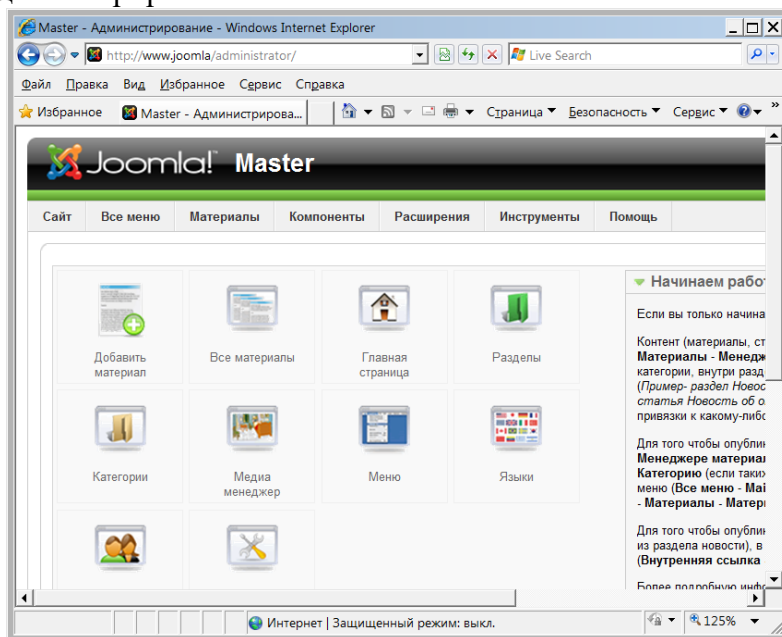 Master - Администрирование - Windows Internet Explorer
http://www.joomla/administrator/
Live Search
Файл Правка Вид Избранное Сервис Справка
Избранное Master - Администрирова... Страница Безопасность Сервис »
Joomla! Master
Сайт Все меню Материалы Компоненты Расширения Инструменты Помощь
Добавить материал
Все материалы
Главная страница
Разделы
Категории
Медиа менеджер
Меню
Языки
Начинаем
Если вы только начина
Контент (материалы, ст
Материалы - Менедж
категории, внутри разд
(Пример- раздел Новос
статья Новость об
привязки к какому-либо
Для того чтобы опублик
Менеджере материал
Категорию (если таких
меню (Все меню - Mai
- Материалы - Матери
Для того чтобы опублик
из раздела новости), в
(Внутренняя ссылка
Более подробную
Интернет | Защищенный режим: выкл.
125%